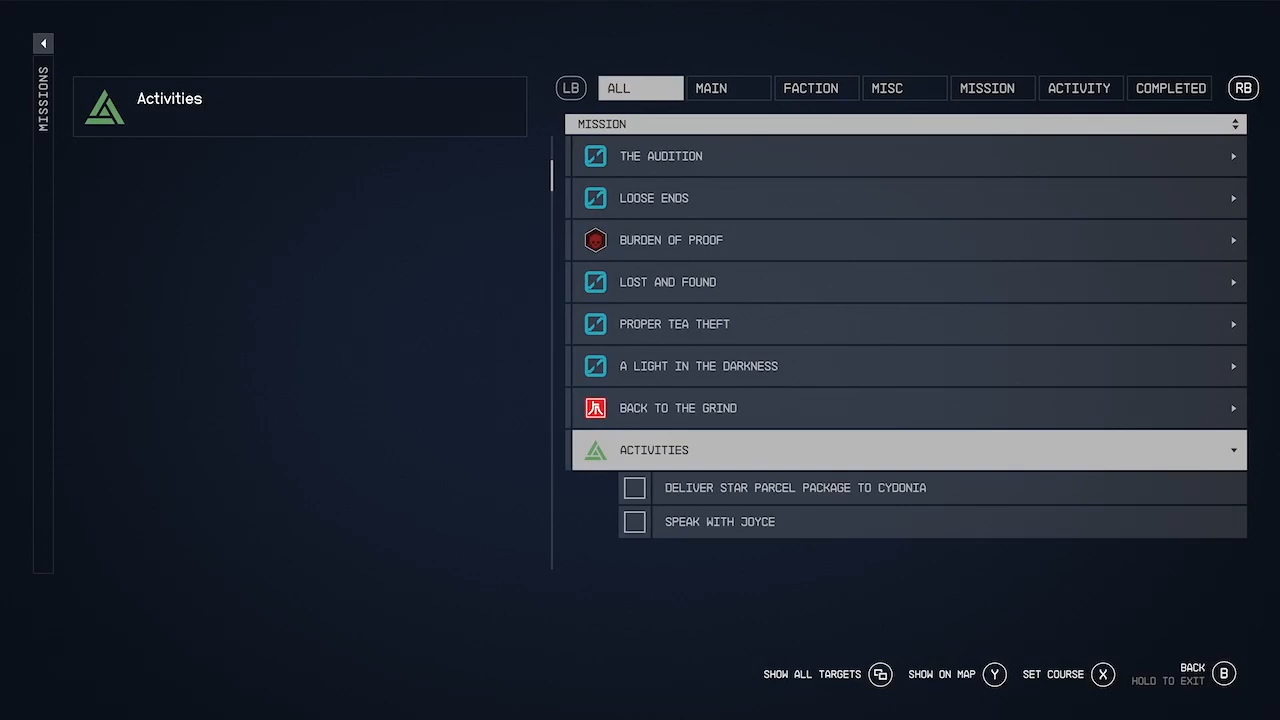 MISSIONS
Activities
LB
ALL
MAIN
FACTION
MISC
MISSION
ACTIVITY
COMPLETED
RB
MISSION
THE AUDITION
LOOSE ENDS
BURDEN OF PROOF
LOST AND FOUND
PROPER TEA THEFT
A LIGHT IN THE DARKNESS
BACK TO THE GRIND
ACTIVITIES
DELIVER STAR PARCEL PACKAGE TO CYDONIA
SPEAK WITH JOYCE
SHOW ALL TARGETS
SHOW ON MAP Y
SET COURSE X
BACK B
HOLD TO EXIT